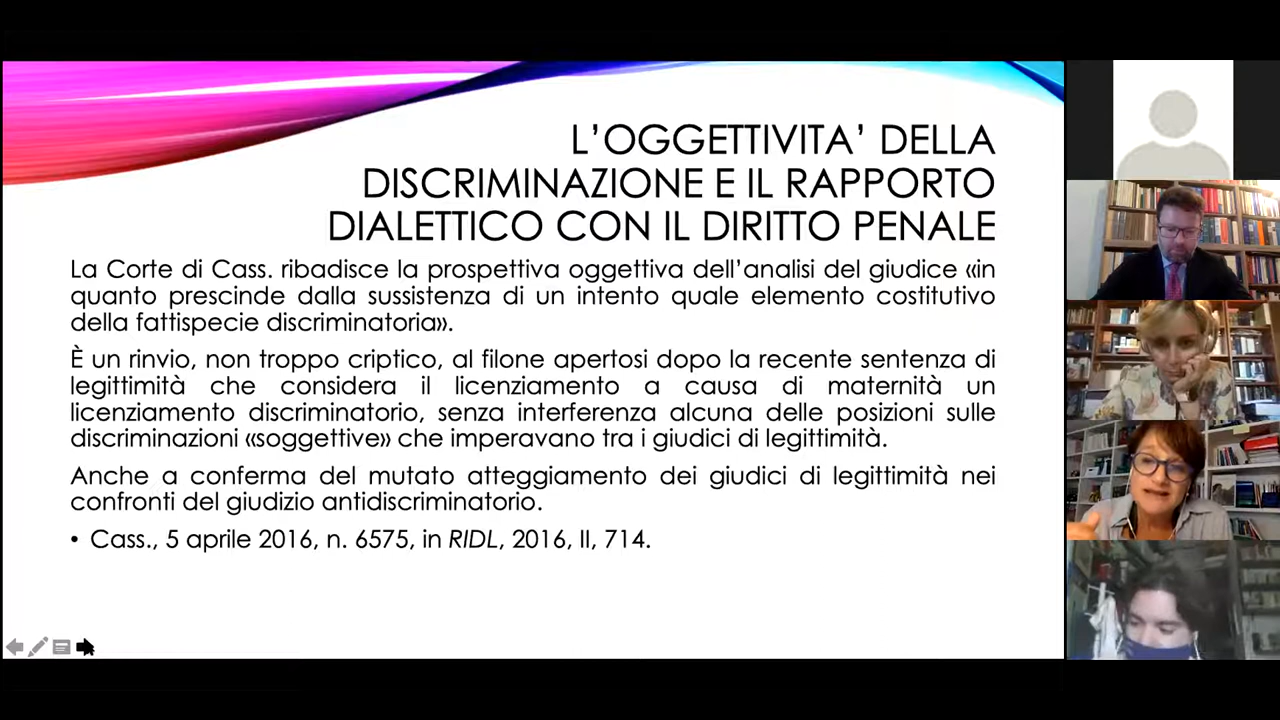 L’OGGETTIVITA’ DELLA
DISCRIMINAZIONE E IL RAPPORTO
DIALETTICO CON IL DIRITTO PENALE
La Corte di Cass. ribadisce la prospettiva oggettiva dell’analisi del giudice «in
quanto prescinde dalla sussistenza di un intento quale elemento costitutivo
della fattispecie discriminatoria».
È un rinvio, non troppo criptico, al filone apertosi dopo la recente sentenza di
legittimità che considera il licenziamento a causa di maternità un
licenziamento discriminatorio, senza interferenza alcuna delle posizioni sulle
discriminazioni «soggettive» che imperavano tra i giudici di legittimità.
Anche a conferma del mutato atteggiamento dei giudici di legittimità nei
confronti del giudizio antidiscriminatorio.
• Cass., 5 aprile 2016, n. 6575, in RIDL, 2016, II, 714.